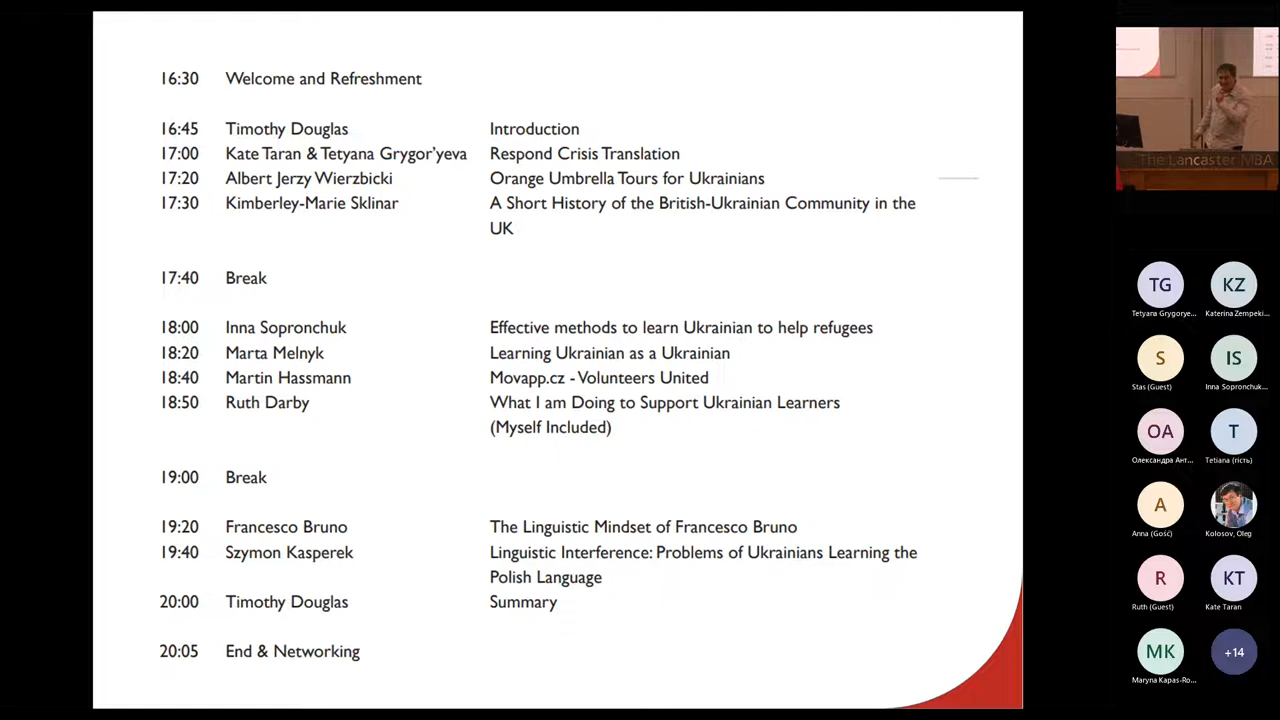 16:30 Welcome and Refreshment
16:45 Timothy Douglas Introduction
17:00 Kate Taran & Tetyana Grygor'yeva Respond Crisis Translation
17:20 Albert Jerzy Wierzbicki Orange Umbrella Tours for Ukrainians
17:30 Kimberley-Marie Sklinar A Short History of the British-Ukrainian Community in the
UK
17:40 Break
18:00 Inna Sopronchuk Effective methods to learn Ukrainian to help refugees
18:20 Marta Melnyk Learning Ukrainian as a Ukrainian
18:40 Martin Hassmann Movapp.cz - Volunteers United
18:50 Ruth Darby What I am Doing to Support Ukrainian Learners
(Myself Included)
19:00 Break
19:20 Francesco Bruno The Linguistic Mindset of Francesco Bruno
19:40 Szymon Kasperek Linguistic Interference: Problems of Ukrainians Learning the
Polish Language
20:00 Timothy Douglas Summary
20:05 End & Networking
The Lancaster MBA
TG KZ
Tetyana Grygorye... Katerina Zempeki...
S IS
Stas (Guest) Inna Sopronchuk...
OA T
Олександра Ант... Tetiana (гість)
A
Anna (Gość) Kolosov, Oleg
R KT
Ruth (Guest) Kate Taran
MK +14
Maryna Kapas-Ro...